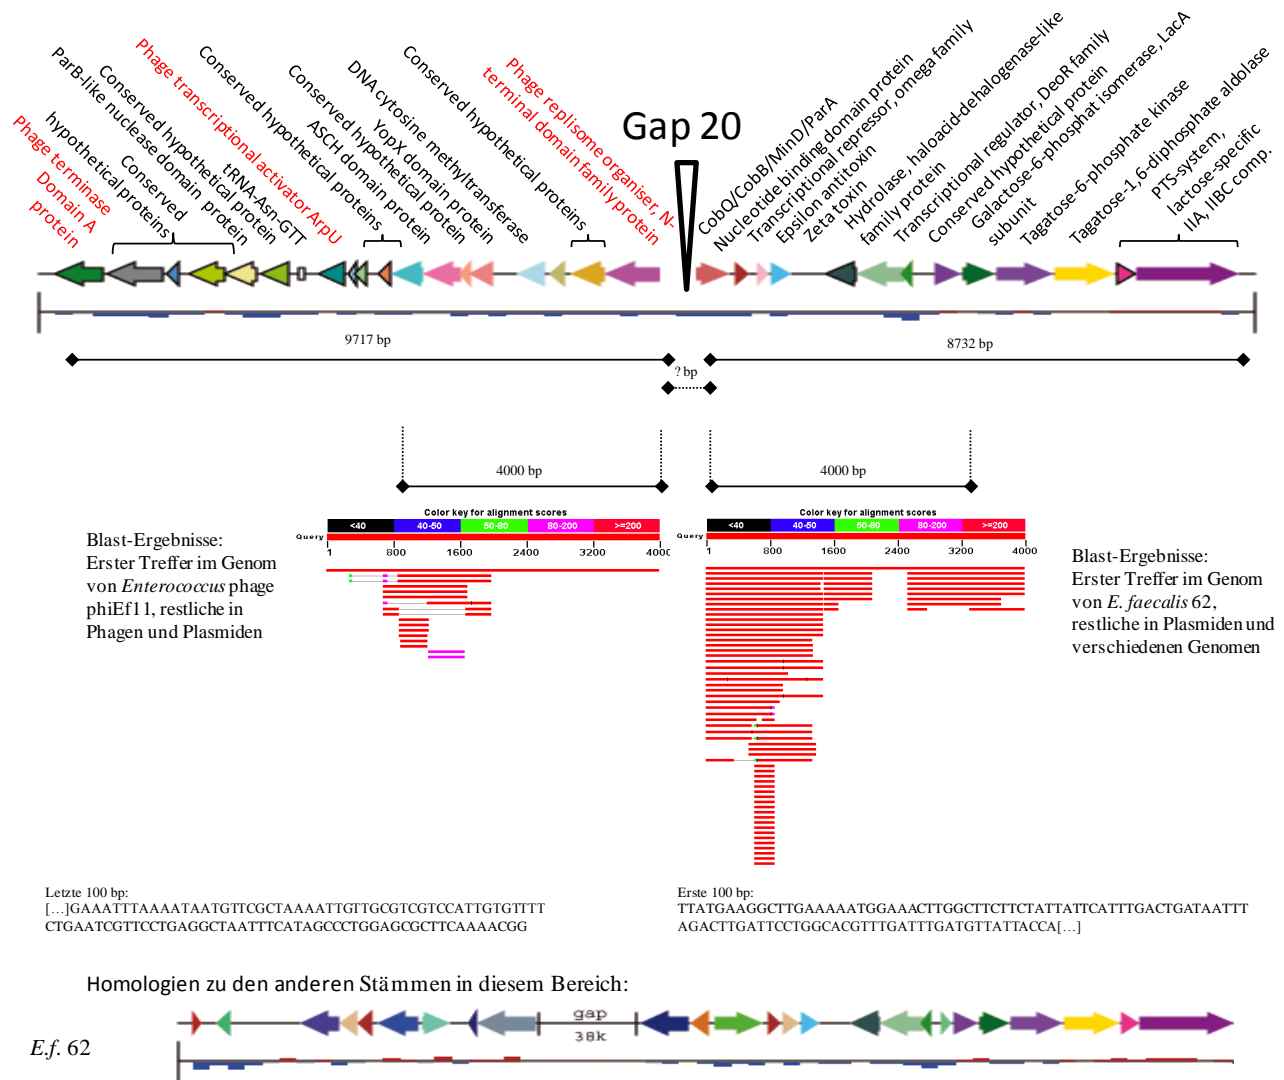 Phage terminase
Domain A
protein
hypothetical proteins
Conserved
ParB-like nuclease domain protein
Conserved hypothetical protein
tRNA-Asn-GTT
Phage transcriptional activator ArpU
Conserved hypothetical proteins
ASCH domain protein
Conserved hypothetical protein
YopX domain protein
DNA cytosine methyltransferase
Conserved hypothetical proteins
Phage replisome organiser, N-
terminal domain family protein
Gap 20
CobQ/CobB/MinD/ParA
Nucleotide binding domain protein
Transcriptional repressor, omega family
Epsilon antitoxin
Zeta toxin
Hydrolase, haloacid-dehalogenase-like
family protein
Transcriptional regulator, DeoR family
Conserved hypothetical protein
Galactose-6-phosphat isomerase, LacA
subunit
Tagatose-6-phosphate kinase
Tagatose-1,6-diphosphate aldolase
PTS-system,
lactose-specific
IIA, IIBC comp.
9717 bp
8732 bp
? bp
4000 bp
4000 bp
Blast-Ergebnisse:
Erster Treffer im Genom
von Enterococcus phage
phiEf11, restliche in
Phagen und Plasmiden
Color key for alignment scores
<40 40-50 50-80 80-200 >=200
Query
1 800 1600 2400 3200 4000
Color key for alignment scores
<40 40-50 50-80 80-200 >=200
Query
1 800 1600 2400 3200 4000
Blast-Ergebnisse:
Erster Treffer im Genom
von E. faecalis 62,
restliche in Plasmiden und
verschiedenen Genomen
Letzte 100 bp:
[...]GAAATTTAAAATAATGTTCGCTAAAATTGTTGCGTCGTCCATTGTGTTTT
CTGAATCGTTCCTGAGGCTAATTTCATAGCCCTGGAGCGCTTCAAAACGG
Erste 100 bp:
TTATGAAGGCTTGAAAAATGGAAACTTGGCTTCTTCTATTATTCATTTGACTGATAATTT
AGACTTGATTCCTGGCACGTTTGATTTGATGTTATTACCA[...]
Homologien zu den anderen Stämmen in diesem Bereich:
gap
38k
E.f. 62